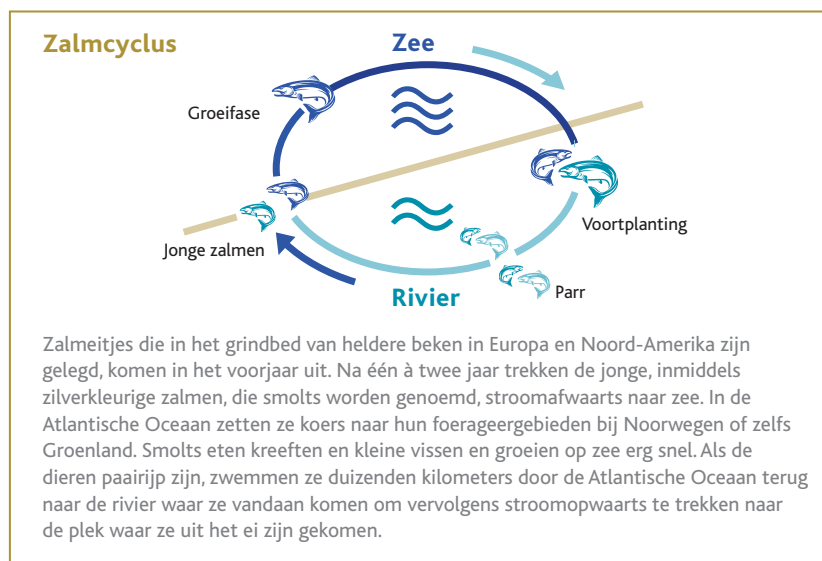 Zalmcyclus
Zee
Groeifase
Voortplanting
Jonge zalmen
Parr
Rivier
Zalmeitjes die in het grindbed van heldere beken in Europa en Noord-Amerika zijn
gelegd, komen in het voorjaar uit. Na één à twee jaar trekken de jonge, inmiddels
zilverkleurige zalmen, die smolts worden genoemd, stroomafwaarts naar zee. In de
Atlantische Oceaan zetten ze koers naar hun foerageergebieden bij Noorwegen of zelfs
Groenland. Smolts eten kreeften en kleine vissen en groeien op zee erg snel. Als de
dieren paairijp zijn, zwemmen ze duizenden kilometers door de Atlantische Oceaan terug
naar de rivier waar ze vandaan komen om vervolgens stroomopwaarts te trekken naar
de plek waar ze uit het ei zijn gekomen.